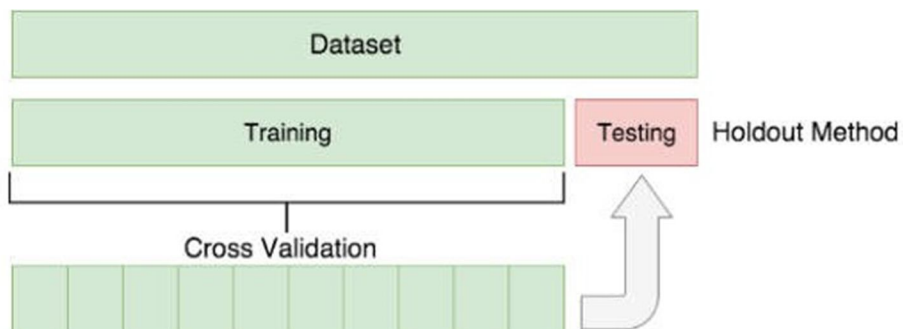 Dataset
Training
Testing
Holdout Method
Cross Validation